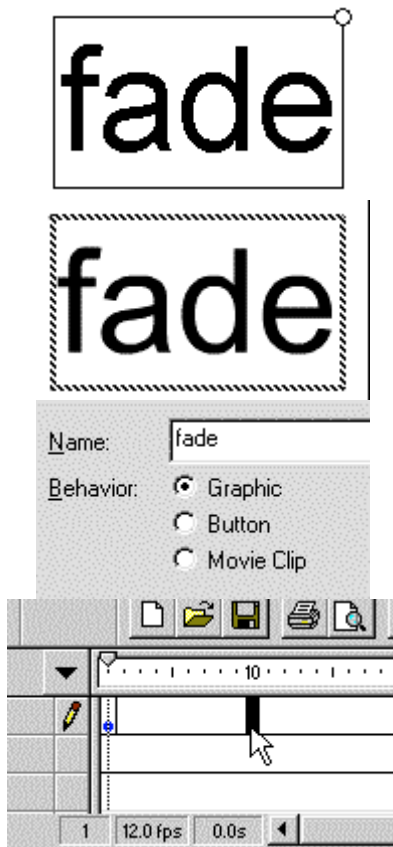 fade
fade
Name: fade
Behavior: Graphic
Button
Movie Clip
10
1 12.0 fps 0.0s